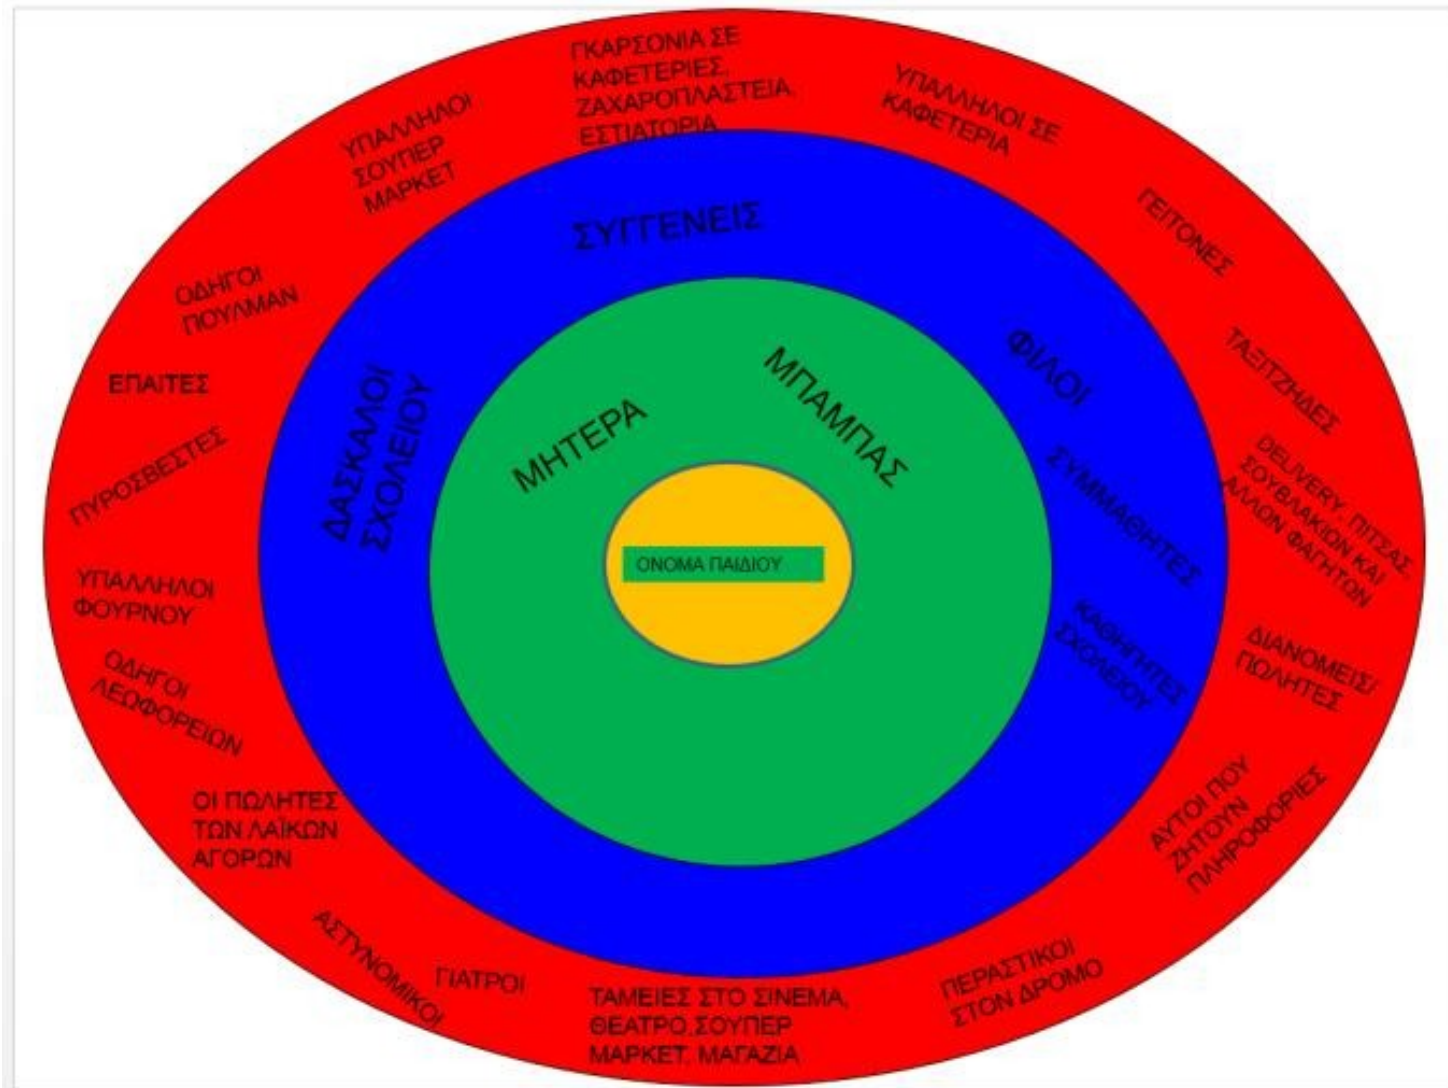 ΓΚΑΡΣΟΝΙΑ ΣΕ
ΚΑΦΕΤΕΡΙΕΣ,
ΖΑΧΑΡΟΠΛΑΣΤΕΙΑ,
ΕΣΤΙΑΤΟΡΙΑ
ΥΠΑΛΛΗΛΟΙ ΣΕ
ΚΑΦΕΤΕΡΙΑ
ΥΠΑΛΛΗΛΟΙ
ΣΟΥΠΕΡ
ΜΑΡΚΕΤ
ΓΕΙΤΟΝΕΣ
ΣΥΓΓΕΝΕΙΣ
ΟΔΗΓΟΙ
ΠΟΥΛΜΑΝ
ΦΙΛΟΙ
ΤΑΞΙΤΖΗΔΕΣ
ΕΠΑΙΤΕΣ
ΔΑΣΚΑΛΟΙ
ΣΧΟΛΕΙΟΥ
ΜΗΤΕΡΑ
ΜΠΑΜΠΑΣ
ΣΥΜΜΑΘΗΤΕΣ
DELIVERY, ΠΙΤΣΑΣ,
ΣΟΥΒΛΑΚΙΩΝ ΚΑΙ
ΑΛΛΩΝ ΦΑΓΗΤΩΝ
ΠΥΡΟΣΒΕΣΤΕΣ
ΟΝΟΜΑ ΠΑΙΔΙΟΥ
ΥΠΑΛΛΗΛΟΙ
ΦΟΥΡΝΟΥ
ΚΑΘΗΓΗΤΕΣ
ΣΧΟΛΕΙΟΥ
ΔΙΑΝΟΜΕΙΣ/
ΠΩΛΗΤΕΣ
ΟΔΗΓΟΙ
ΛΕΩΦΟΡΕΙΩΝ
ΟΙ ΠΩΛΗΤΕΣ
ΤΩΝ ΛΑΪΚΩΝ
ΑΓΟΡΩΝ
ΑΥΤΟΙ ΠΟΥ
ΖΗΤΟΥΝ
ΠΛΗΡΟΦΟΡΙΕΣ
ΑΣΤΥΝΟΜΙΚΟΙ
ΓΙΑΤΡΟΙ
ΤΑΜΕΙΕΣ ΣΤΟ ΣΙΝΕΜΑ,
ΘΕΑΤΡΟ,ΣΟΥΠΕΡ
ΜΑΡΚΕΤ, ΜΑΓΑΖΙΑ
ΠΕΡΑΣΤΙΚΟΙ
ΣΤΟΝ ΔΡΟΜΟ